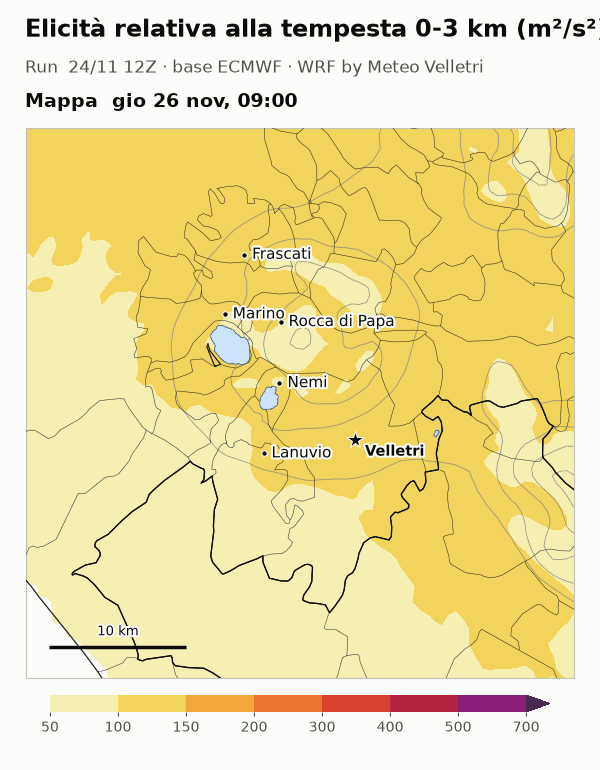 Elicità relativa alla tempesta 0-3 km (m²/s²)
Run  24/11 12Z · base ECMWF · WRF by Meteo Velletri
Mappa  gio 26 nov, 09:00
Frascati
Marino
Rocca di Papa
Nemi
Velletri
Lanuvio
10 km
50 100 150 200 300 400 500 700